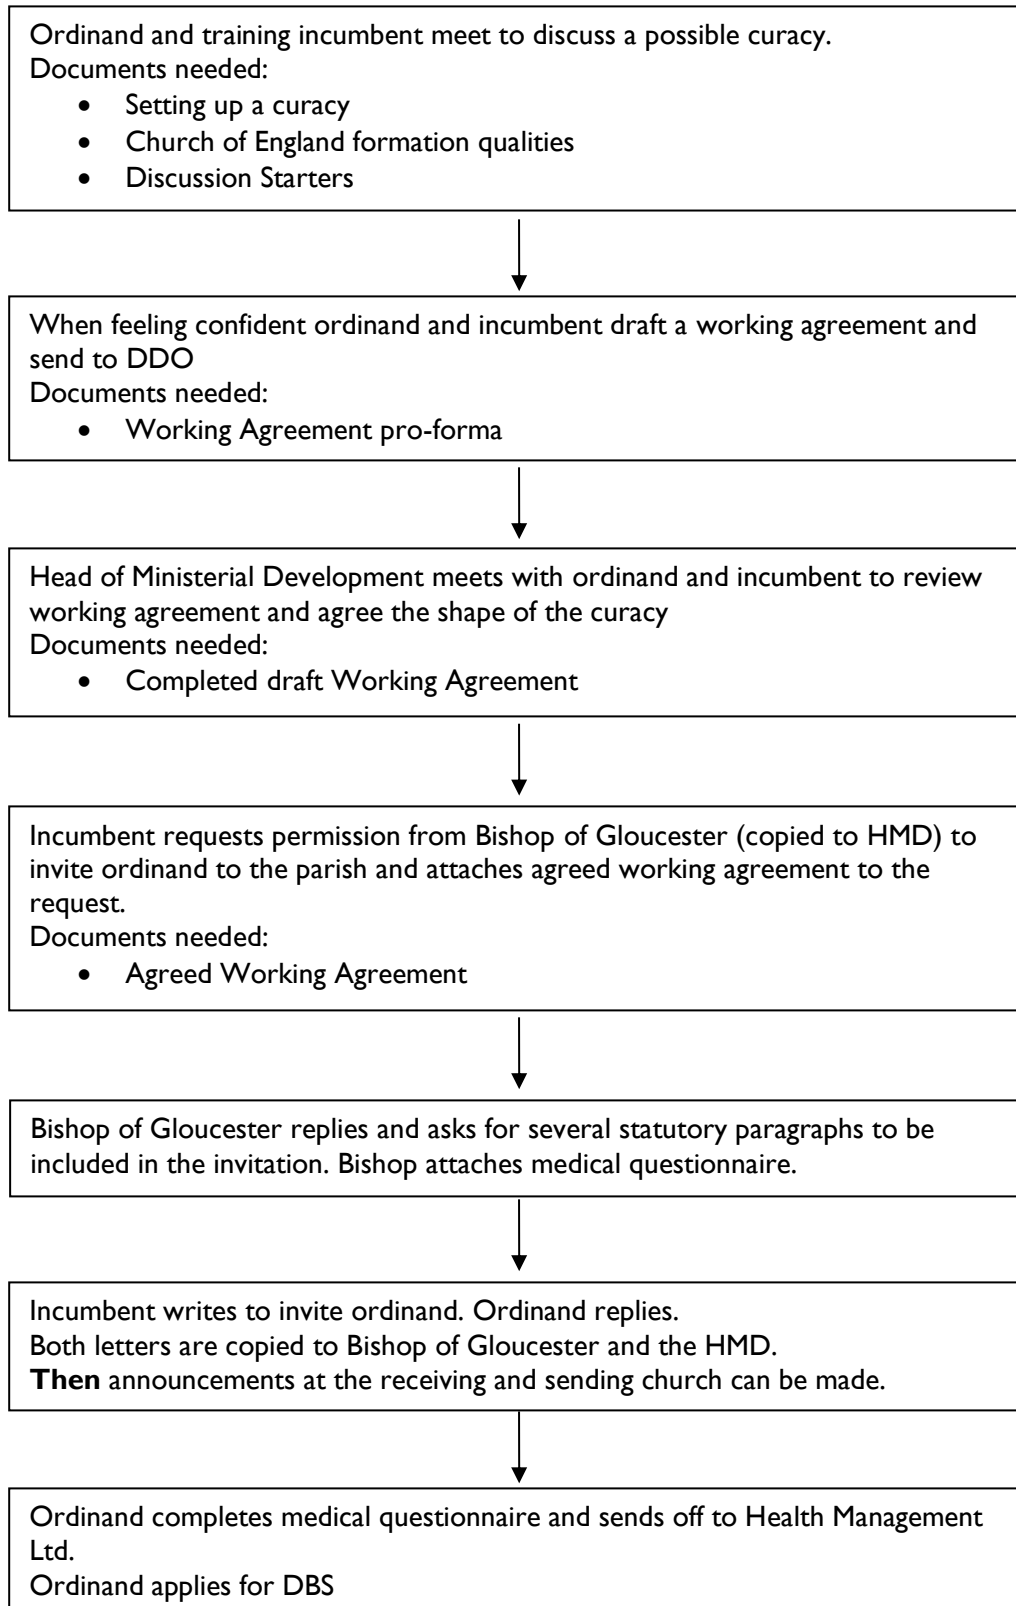 Ordinand and training incumbent meet to discuss a possible curacy.
Documents needed:
• Setting up a curacy
• Church of England formation qualities
• Discussion Starters
When feeling confident ordinand and incumbent draft a working agreement and
send to DDO
Documents needed:
• Working Agreement pro-forma
Head of Ministerial Development meets with ordinand and incumbent to review
working agreement and agree the shape of the curacy
Documents needed:
• Completed draft Working Agreement
Incumbent requests permission from Bishop of Gloucester (copied to HMD) to
invite ordinand to the parish and attaches agreed working agreement to the
request.
Documents needed:
• Agreed Working Agreement
Bishop of Gloucester replies and asks for several statutory paragraphs to be
included in the invitation. Bishop attaches medical questionnaire.
Incumbent writes to invite ordinand. Ordinand replies.
Both letters are copied to Bishop of Gloucester and the HMD.
Then announcements at the receiving and sending church can be made.
Ordinand completes medical questionnaire and sends off to Health Management
Ltd.
Ordinand applies for DBS